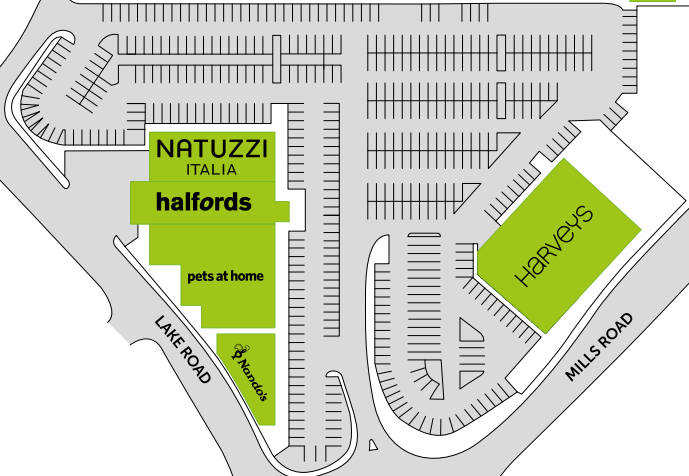 NATUZZI
ITALIA
halfords
pets at home
Nando's
HARVEYS
LAKE ROAD
MILLS ROAD